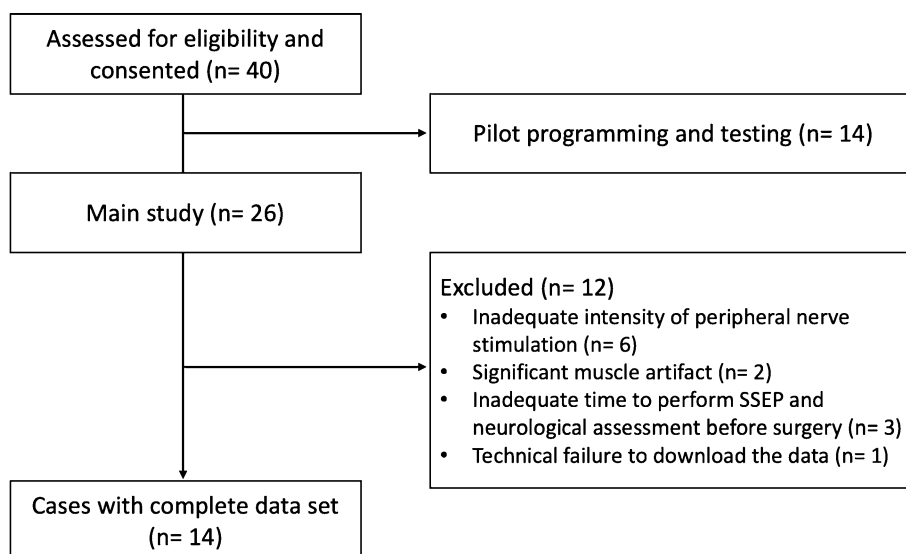 Assessed for eligibility and
consented (n= 40)
Pilot programming and testing (n= 14)
Main study (n= 26)
Excluded (n= 12)
• Inadequate intensity of peripheral nerve
stimulation (n= 6)
• Significant muscle artifact (n= 2)
• Inadequate time to perform SSEP and
neurological assessment before surgery (n= 3)
• Technical failure to download the data (n= 1)
Cases with complete data set
(n= 14)